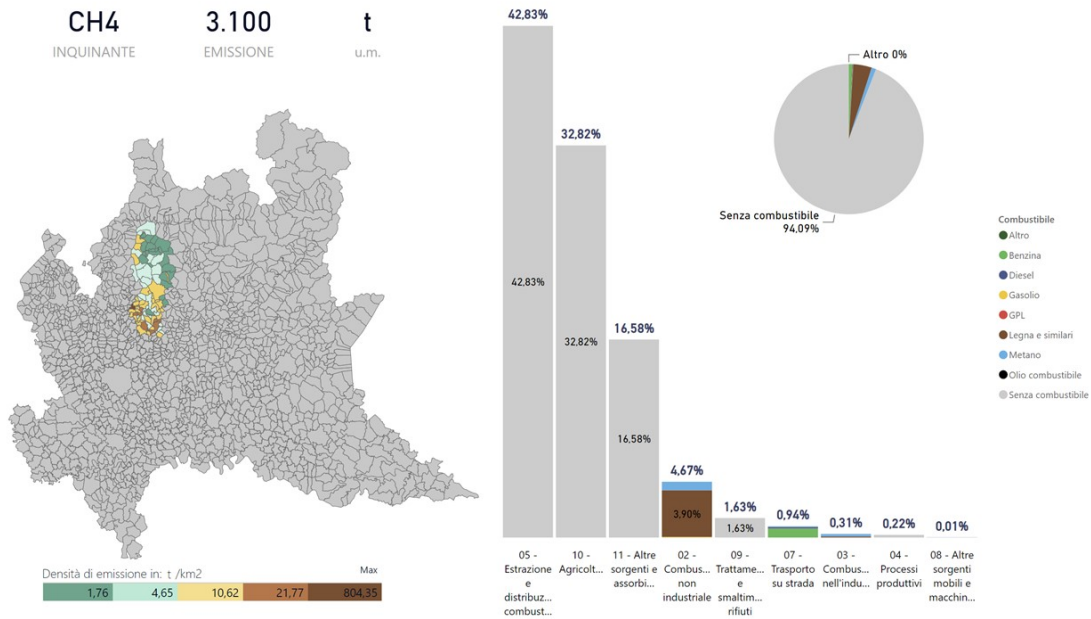 CH4
INQUINANTE
3.100
EMISSIONE
t
u.m.
Densità di emissione in: t /km2
Max
1,76
4,65
10,62
21,77
804,35
42,83%
32,82%
16,58%
4,67%
1,63%
0,94%
0,31%
0,22%
0,01%
42,83%
32,82%
16,58%
3,90%
1,63%
05 -
Estrazione
e
distribuz...
combust...
10 -
Agricolt...
11 - Altre
sorgenti e
assorbi...
02 -
Combus...
non
industriale
09 -
Trattame...
e
smaltim...
rifiuti
07 -
Trasporto
su strada
03 -
Combus...
nell'indu...
04 -
Processi
produttivi
08 - Altre
sorgenti
mobili e
macchin...
Altro 0%
Senza combustibile
94,09%
Combustibile
Altro
Benzina
Diesel
Gasolio
GPL
Legna e similari
Metano
Olio combustibile
Senza combustibile